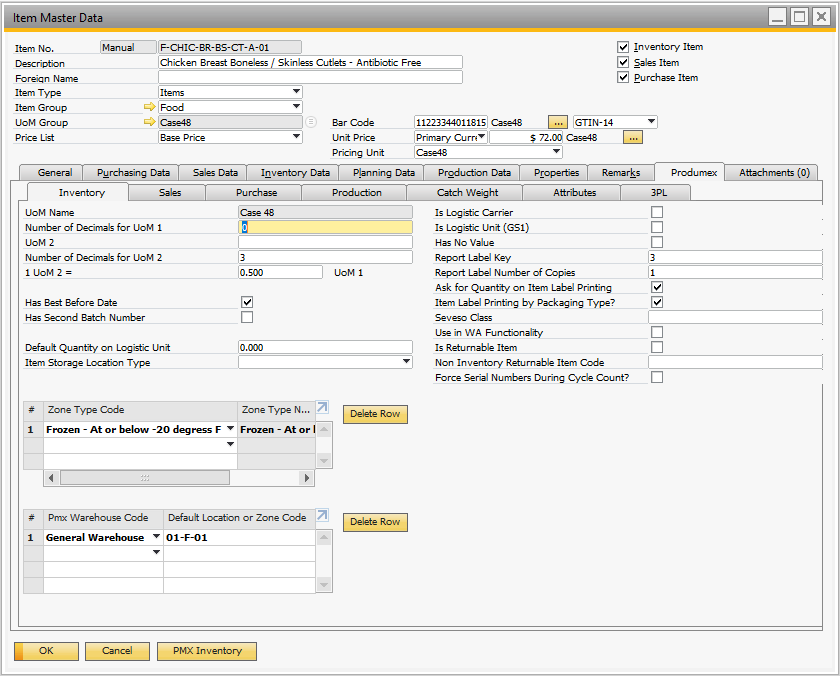 Item Master Data
Item No. Manual F-CHIC-BR-BS-CT-A-01
Inventory Item
Description Chicken Breast Boneless / Skinless Cutlets - Antibiotic Free
Sales Item
Foreign Name
Purchase Item
Item Type Items
Item Group Food
UoM Group Case48
Bar Code 11223344011815 Case48 ... GTIN-14
Price List Base Price
Unit Price Primary Curre $ 72.00 Case48 ...
Pricing Unit Case48
General Purchasing Data Sales Data Inventory Data Planning Data Production Data Properties Remarks Produmex Attachments (0)
Inventory Sales Purchase Production Catch Weight Attributes 3PL
UoM Name Case 48
Is Logistic Carrier
Number of Decimals for UoM 1 0
Is Logistic Unit (GS1)
UoM 2
Has No Value
Number of Decimals for UoM 2 3
Report Label Key 3
1 UoM 2 = 0.500 UoM 1
Report Label Number of Copies 1
Ask for Quantity on Item Label Printing
Has Best Before Date
Item Label Printing by Packaging Type?
Has Second Batch Number
Seveso Class
Use in WA Functionality
Default Quantity on Logistic Unit 0.000
Is Returnable Item
Item Storage Location Type
Non Inventory Returnable Item Code
Force Serial Numbers During Cycle Count?
# Zone Type Code Zone Type N...
Delete Row
1 Frozen - At or below -20 degress F Frozen - At or l
# Pmx Warehouse Code Default Location or Zone Code
Delete Row
1 General Warehouse 01-F-01
OK Cancel PMX Inventory